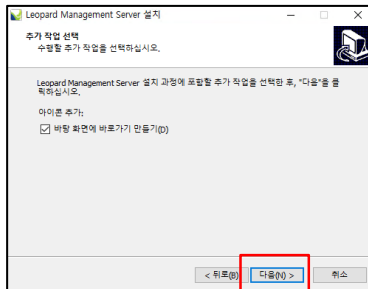 Leopard Management Server 설치
추가 작업 선택
수행할 추가 작업을 선택하십시오.
Leopard Management Server 설치 과정에 포함할 추가 작업을 선택한 후, "다음"을 클
릭하십시오.
아이콘 추가:
바탕 화면에 바로가기 만들기(D)
< 뒤로(B)
다음(N) >
취소